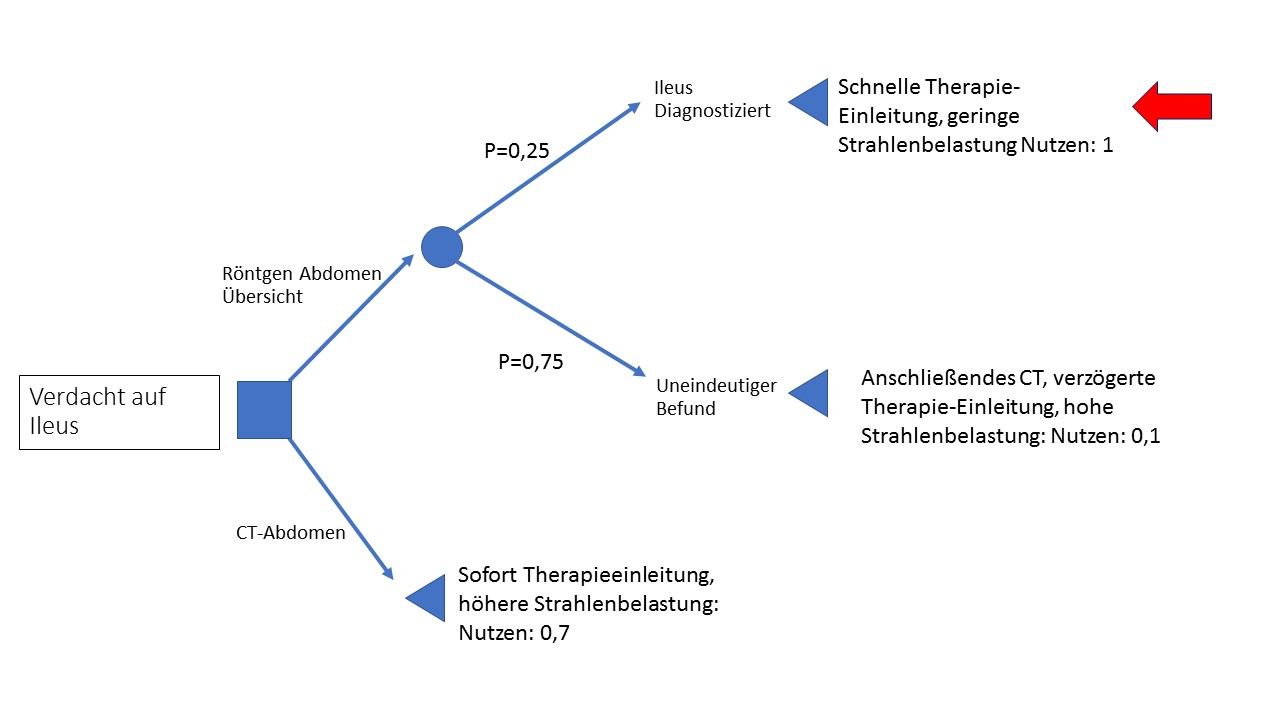 Ileus
Diagnostiziert
Schnelle Therapie-
Einleitung, geringe
Strahlenbelastung Nutzen: 1
P=0,25
Röntgen Abdomen
Übersicht
P=0,75
Uneindeutiger
Befund
Anschließendes CT, verzögerte
Therapie-Einleitung, hohe
Strahlenbelastung: Nutzen: 0,1
Verdacht auf
Ileus
CT-Abdomen
Sofort Therapieeinleitung,
höhere Strahlenbelastung:
Nutzen: 0,7